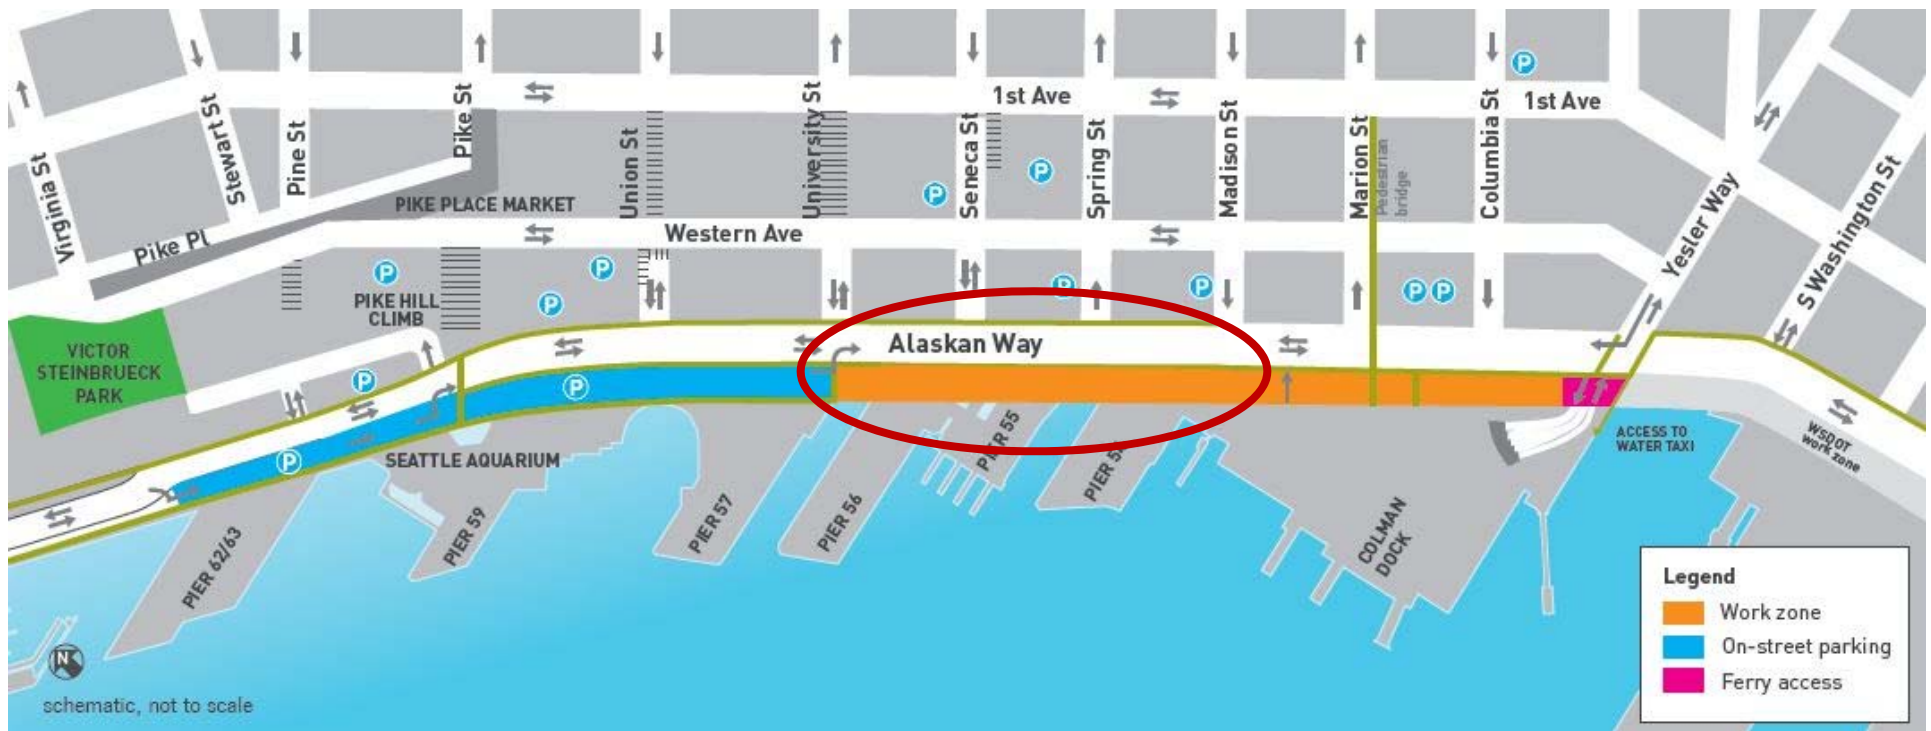 1st Ave
1st Ave
Virginia St
Stewart St
Pine St
Pike St
Union St
University St
Seneca St
Spring St
Madison St
Marion St
Pedestrian
bridge
Columbia St
Yesler Way
S Washington St
P
P
P
PIKE PLACE MARKET
Pike Pl
Western Ave
P
P
P
P
P
P
P
PIKE HILL
CLIMB
VICTOR
STEINBRUECK
PARK
Alaskan Way
P
P
P
SEATTLE AQUARIUM
PIER 62/63
PIER 59
PIER 57
PIER 56
PIER 55
PIER
COLMAN
DOCK
ACCESS TO
WATER TAXI
WSDOT
work zone
Legend
Work zone
On-street parking
Ferry access
N
schematic, not to scale